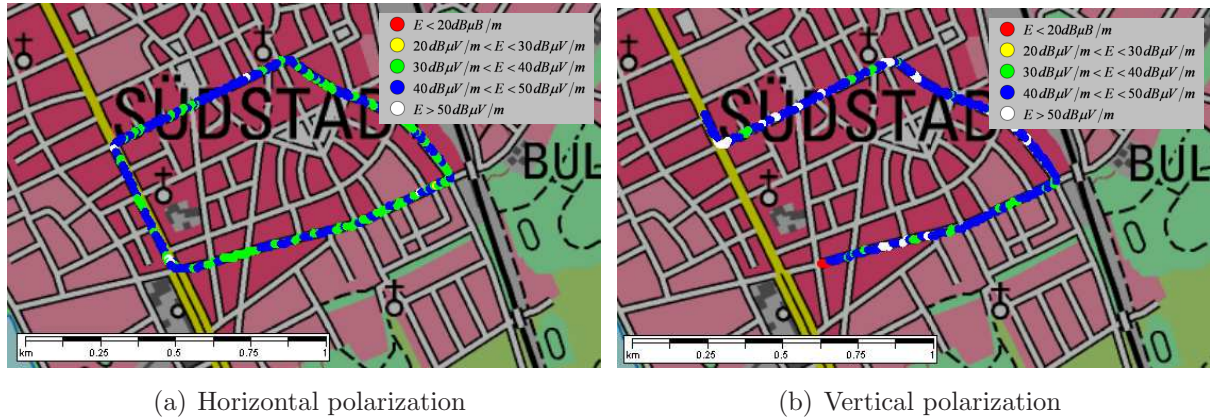 E < 20dBμB/m
20dBμV/m < E < 30dBμV/m
30dBμV/m < E < 40dBμV/m
40dBμV/m < E < 50dBμV/m
E > 50dBμV/m
SÜDSTAD
BUL
km 0.25 0.5 0.75 1
(a) Horizontal polarization
E < 20dBμB/m
20dBμV/m < E < 30dBμV/m
30dBμV/m < E < 40dBμV/m
40dBμV/m < E < 50dBμV/m
E > 50dBμV/m
SÜDSTAD
BUL
km 0.25 0.5 0.75 1
(b) Vertical polarization